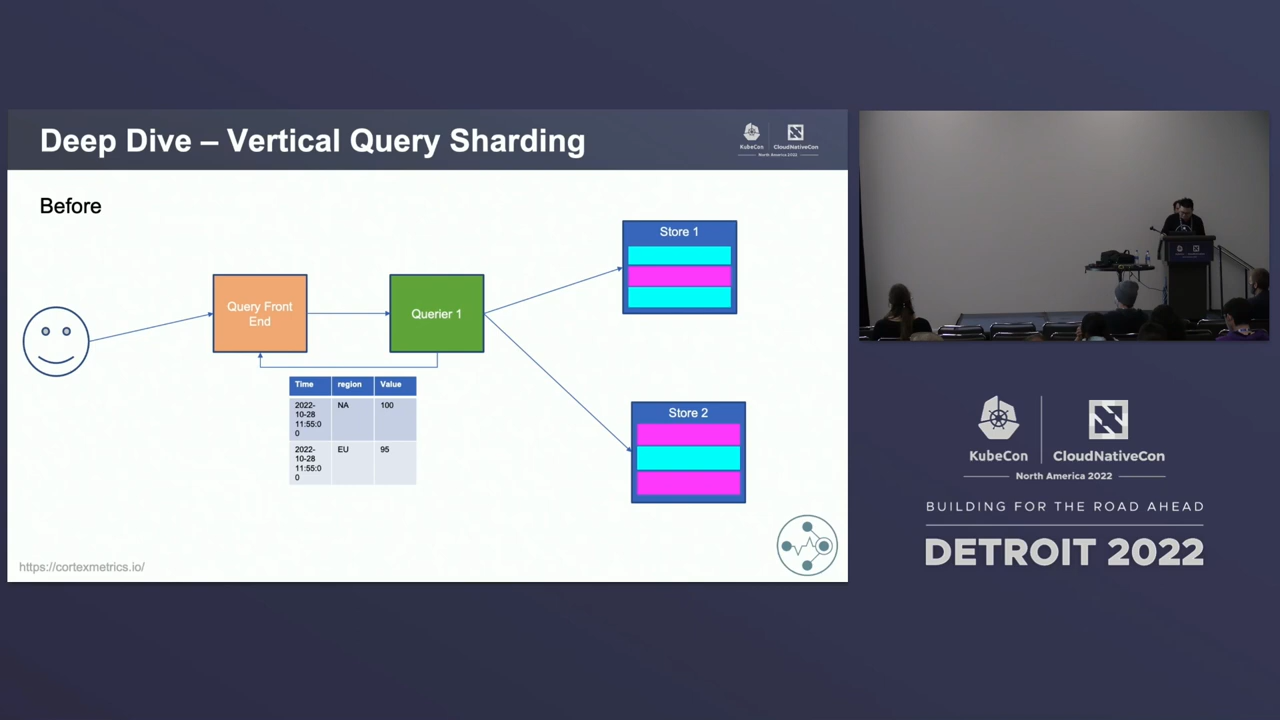 Deep Dive – Vertical Query Sharding
KubeCon
CloudNativeCon
North America 2022
Before
Query Front
End
Querier 1
Store 1
Store 2
Time
region
Value
2022-
10-28
11:55:0
0
NA
100
2022-
10-28
11:55:0
0
EU
95
https://cortexmetrics.io/
KubeCon
CloudNativeCon
North America 2022
BUILDING FOR THE ROAD AHEAD
DETROIT 2022